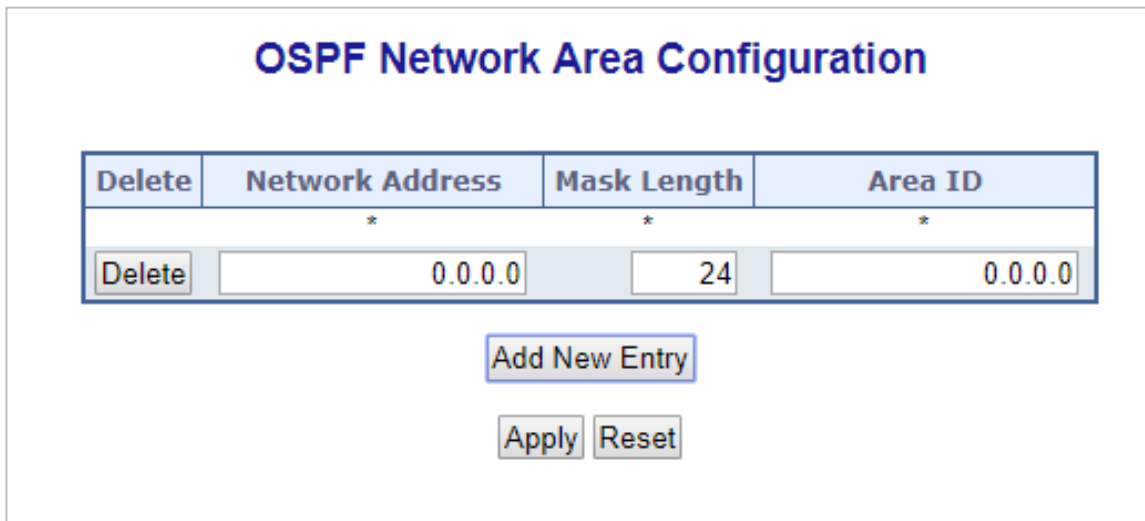 OSPF Network Area Configuration
Delete Network Address Mask Length Area ID
* * *
Delete 0.0.0.0 24 0.0.0.0
Add New Entry
Apply Reset